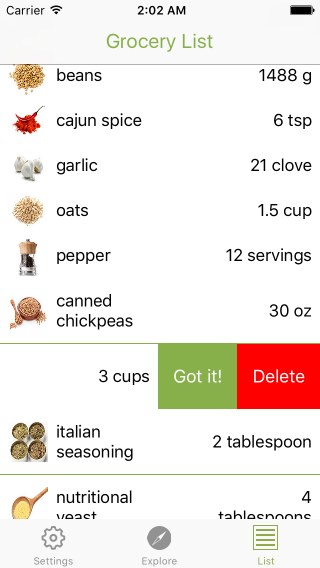 Carrier 2:02 AM
Grocery List
beans 1488 g
cajun spice 6 tsp
garlic 21 clove
oats 1.5 cup
pepper 12 servings
canned
chickpeas 30 oz
3 cups Got it! Delete
italian
seasoning 2 tablespoon
nutritional 4
yeast tablespoons
Settings Explore List